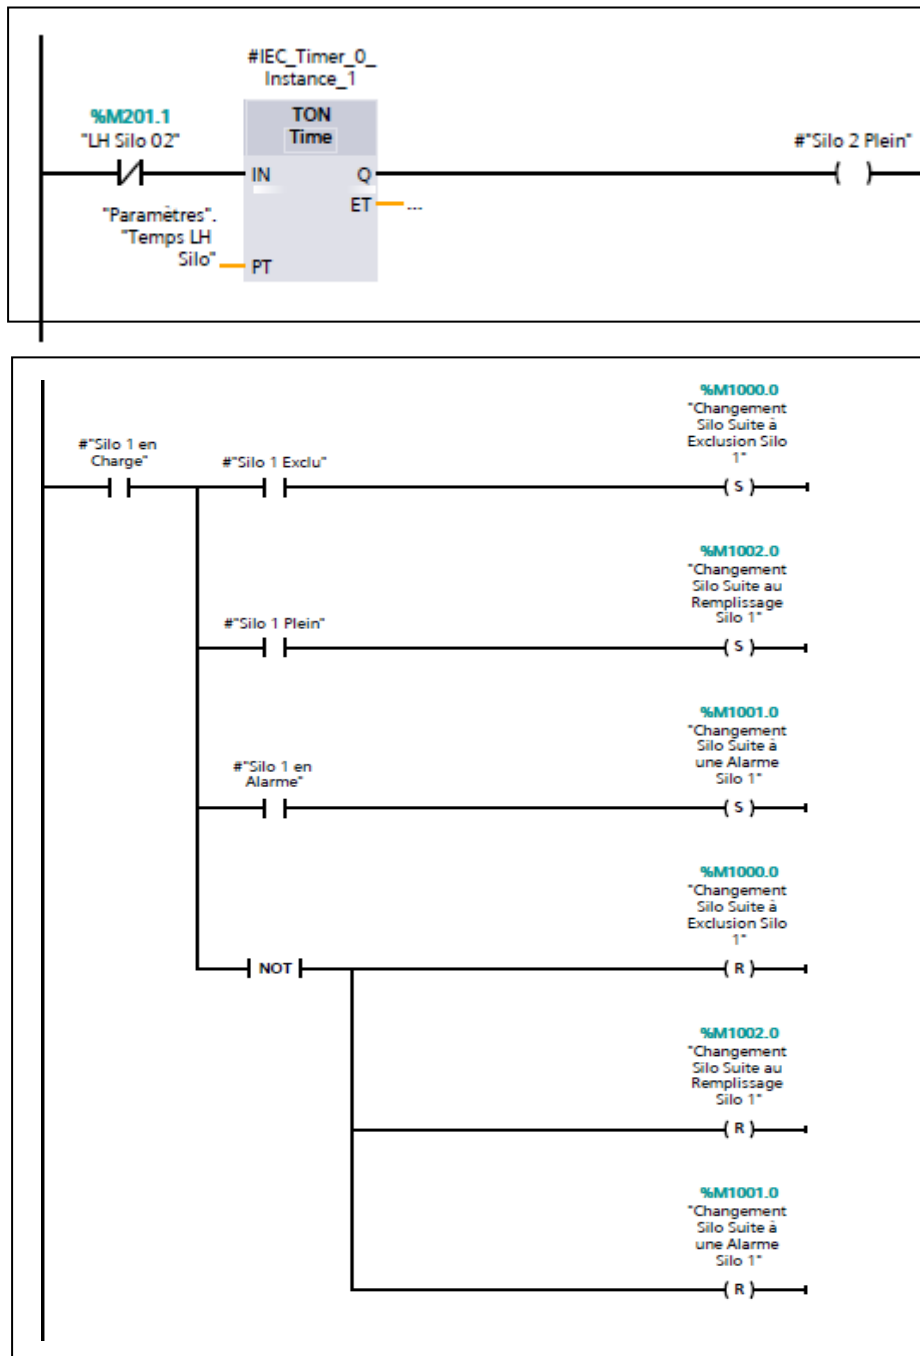 #IEC_Timer_0_
Instance_1
%M201.1
"LH Silo 02"
TON
Time
#"Silo 2 Plein"
IN
Q
ET
...
"Paramètres".
"Temps LH
Silo"
PT
%M1000.0
"Changement
Silo Suite à
Exclusion Silo
1"
#"Silo 1 en
Charge"
#"Silo 1 Exclu"
( S )
%M1002.0
"Changement
Silo Suite au
Remplissage
Silo 1"
#"Silo 1 Plein"
( S )
%M1001.0
"Changement
Silo Suite à
une Alarme
Silo 1"
#"Silo 1 en
Alarme"
( S )
%M1000.0
"Changement
Silo Suite à
Exclusion Silo
1"
NOT
( R )
%M1002.0
"Changement
Silo Suite au
Remplissage
Silo 1"
( R )
%M1001.0
"Changement
Silo Suite à
une Alarme
Silo 1"
( R )